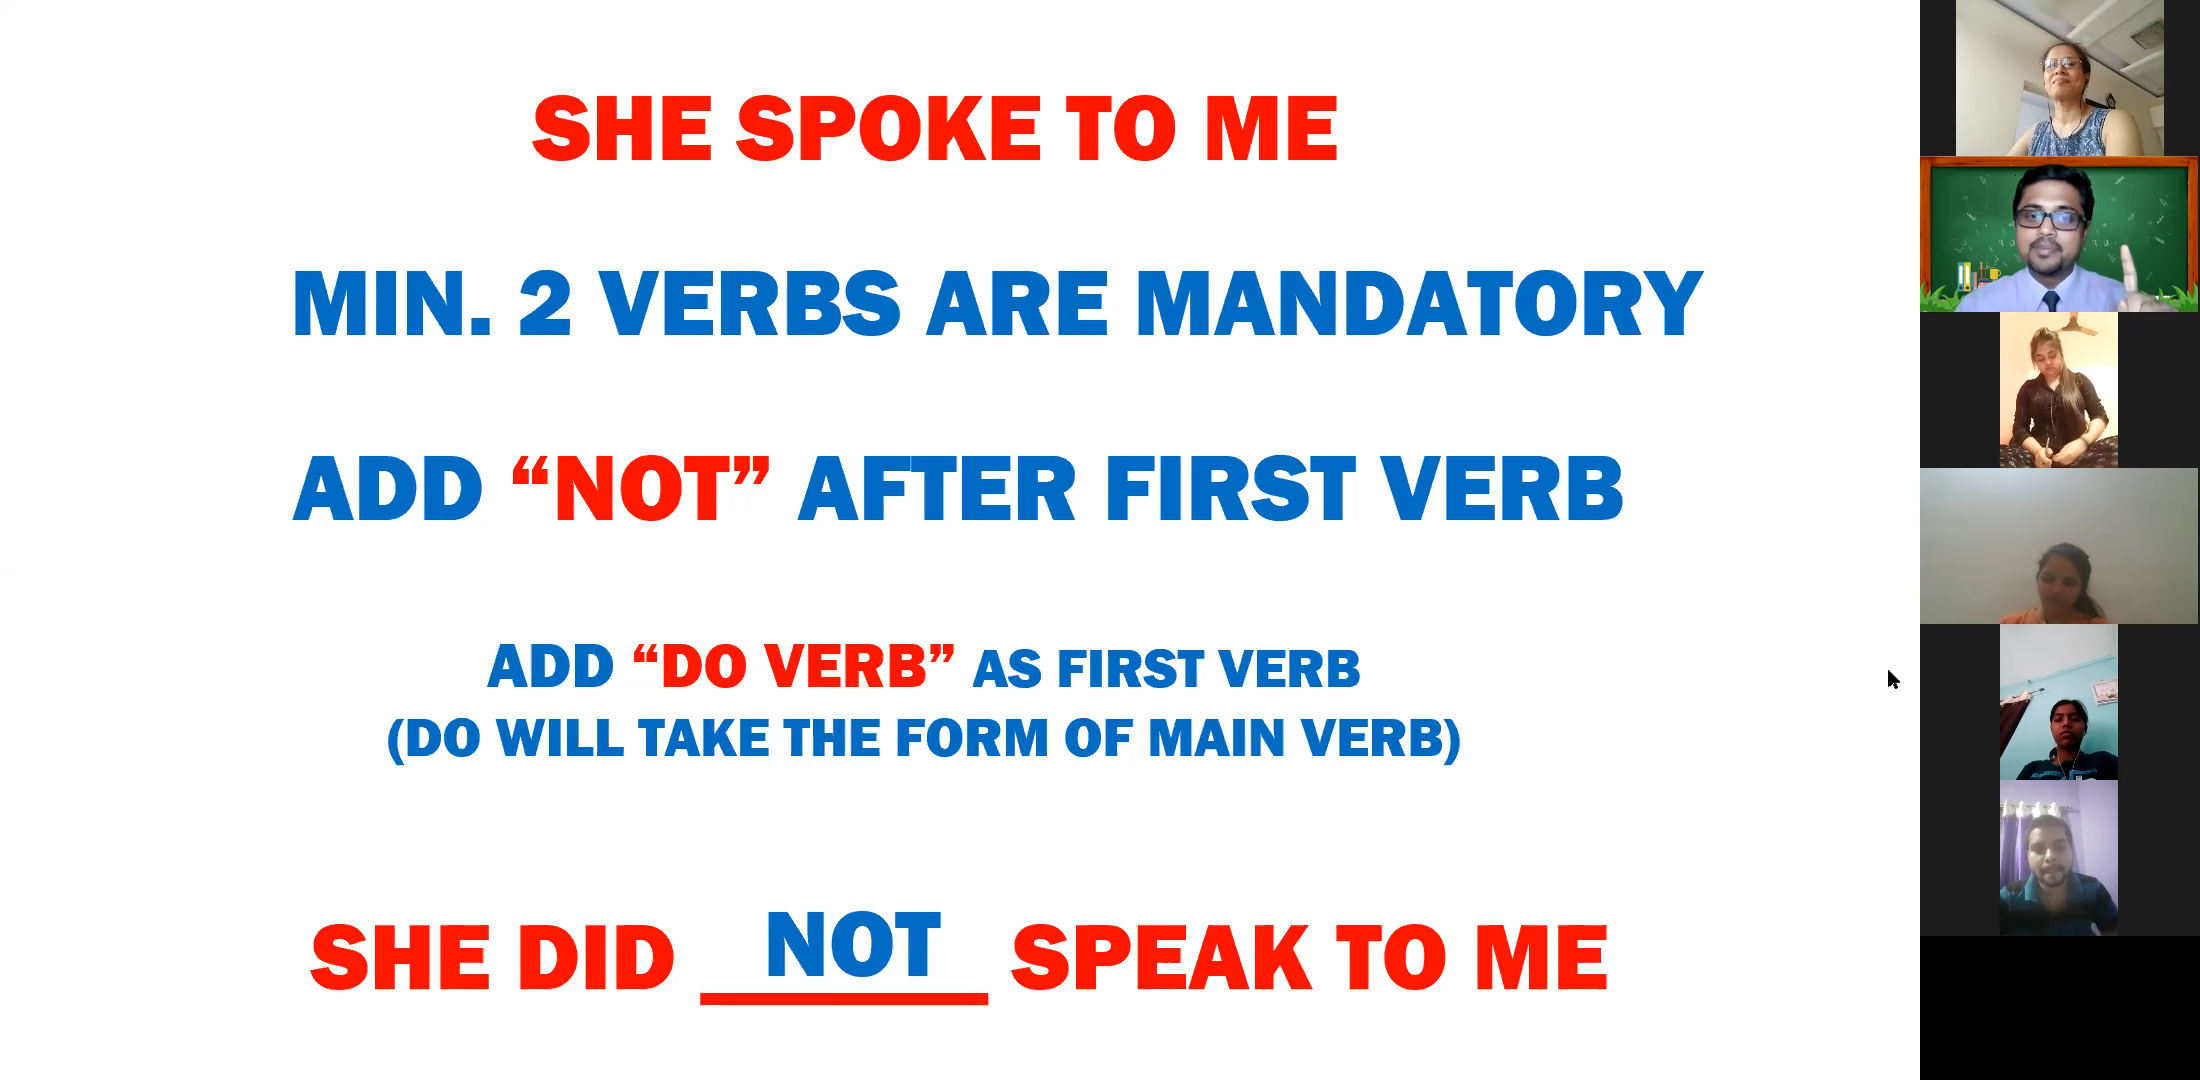 SHE SPOKE TO ME
MIN. 2 VERBS ARE MANDATORY
ADD “NOT” AFTER FIRST VERB
ADD “DO VERB” AS FIRST VERB
(DO WILL TAKE THE FORM OF MAIN VERB)
SHE DID NOT SPEAK TO ME